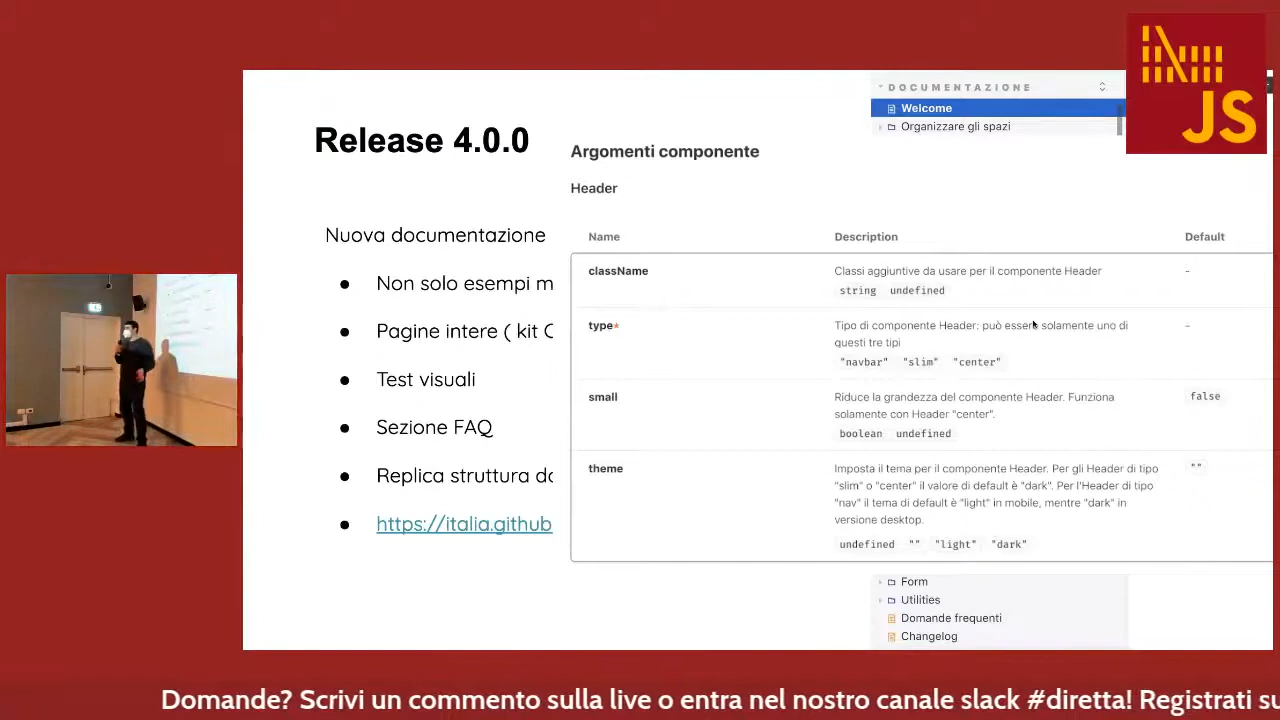 JS
DOCUMENTAZIONE
Welcome
Organizzare gli spazi
Release 4.0.0
Argomenti componente
Header
Nuova documentazione
Non solo esempi
Pagine intere ( kit
Test visuali
Sezione FAQ
Replica struttura
https://italia.github
Name Description Default
className Classi aggiuntive da usare per il componente Header -
string undefined
type* Tipo di componente Header: può essere solamente uno di -
questi tre tipi
"navbar" "slim" "center"
small Riduce la grandezza del componente Header. Funziona false
solamente con Header "center".
boolean undefined
theme Imposta il tema per il componente Header. Per gli Header di tipo ""
"slim" o "center" il valore di default è "dark". Per l'Header di tipo
"nav" il tema di default è "light" in mobile, mentre "dark" in
versione desktop.
undefined "" "light" "dark"
Form
Utilities
Domande frequenti
Changelog
Domande? Scrivi un commento sulla live o entra nel nostro canale slack #diretta! Registrati